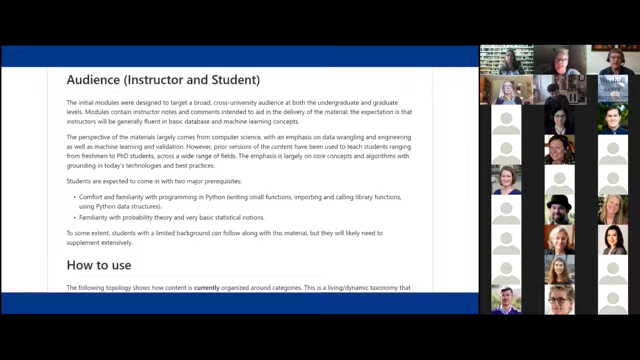 Audience (Instructor and Student)
The initial modules were designed to target a broad, cross-university audience at both the undergraduate and graduate
levels. Modules contain instructor notes and comments intended to aid in the delivery of the material; the expectation is that
instructors will be generally fluent in basic database and machine learning concepts.
The perspective of the materials largely comes from computer science, with an emphasis on data wrangling and engineering
as well as machine learning and validation. However, prior versions of the content have been used to teach students ranging
from freshmen to PhD students, across a wide range of fields. The emphasis is largely on core concepts and algorithms with
grounding in today's technologies and best practices.
Students are expected to come in with two major prerequisites:
• Comfort and familiarity with programming in Python (writing small functions, importing and calling library functions,
using Python data structures).
• Familiarity with probability theory and very basic statistical notions.
To some extent, students with a limited background can follow along with this material, but they will likely need to
supplement extensively.
How to use
The following topology shows how content is currently organized around categories. This is a living/dynamic taxonomy that
We shall
never
surrender